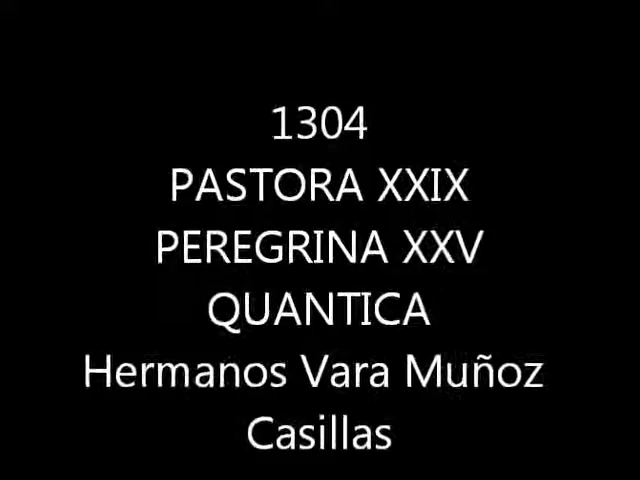 1304
PASTORA XXIX
PEREGRINA XXV
QUANTICA
Hermanos Vara Muñoz
Casillas